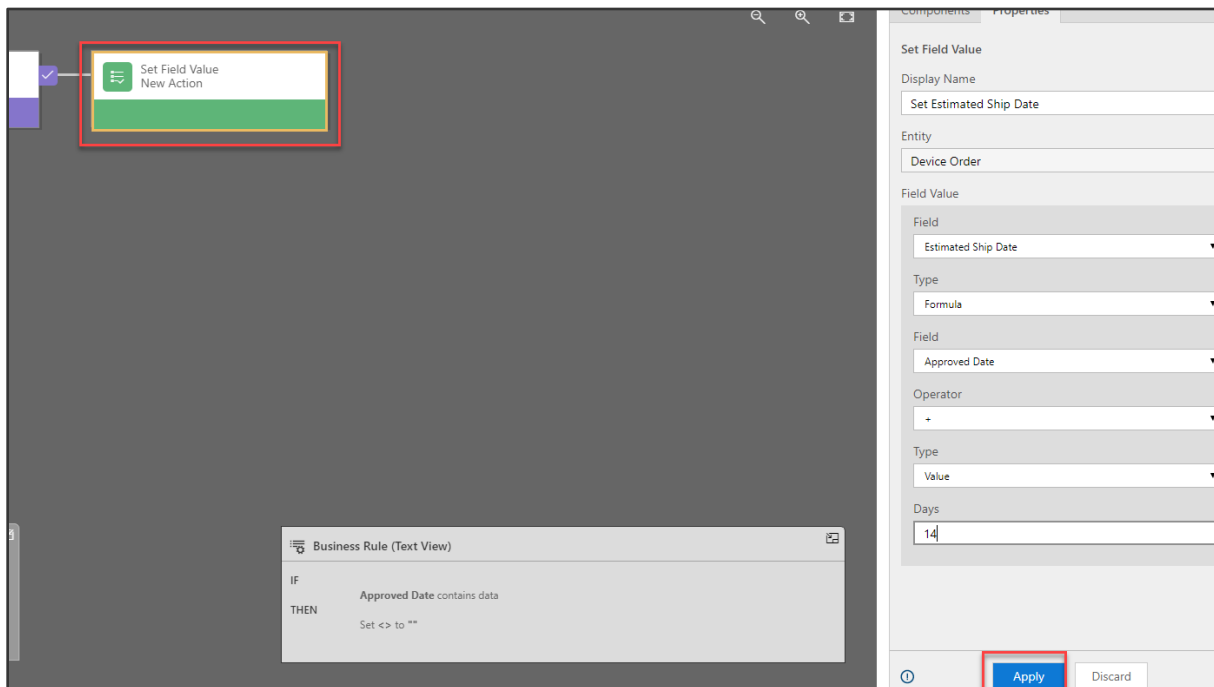 Components Properties
Set Field Value
New Action
Set Field Value
Display Name
Set Estimated Ship Date
Entity
Device Order
Field Value
Field
Estimated Ship Date
Type
Formula
Field
Approved Date
Operator
+
Type
Value
Days
14
Business Rule (Text View)
IF
Approved Date contains data
THEN
Set <> to ""
Apply Discard